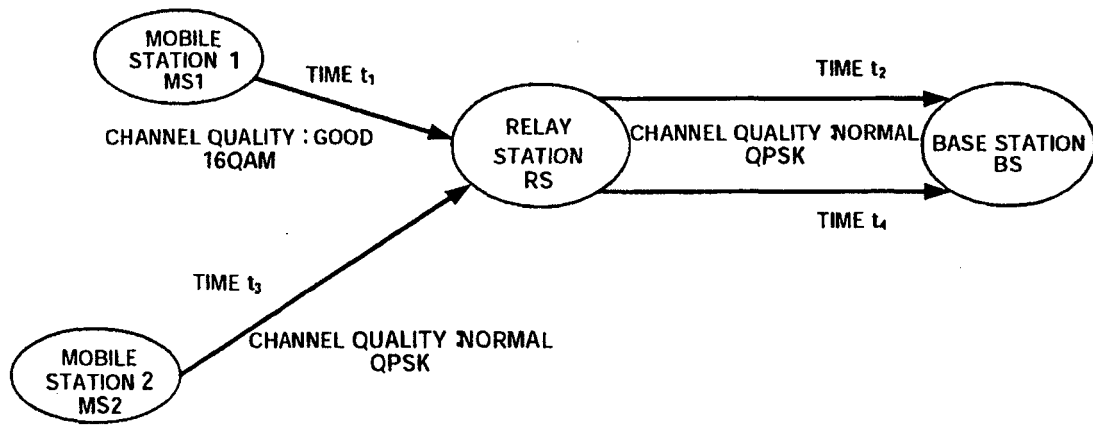 MOBILE
STATION 1
MS1
TIME t1
CHANNEL QUALITY : GOOD
16QAM
RELAY
STATION
RS
TIME t2
CHANNEL QUALITY :NORMAL
QPSK
TIME t4
BASE STATION
BS
TIME t3
CHANNEL QUALITY :NORMAL
QPSK
MOBILE
STATION 2
MS2